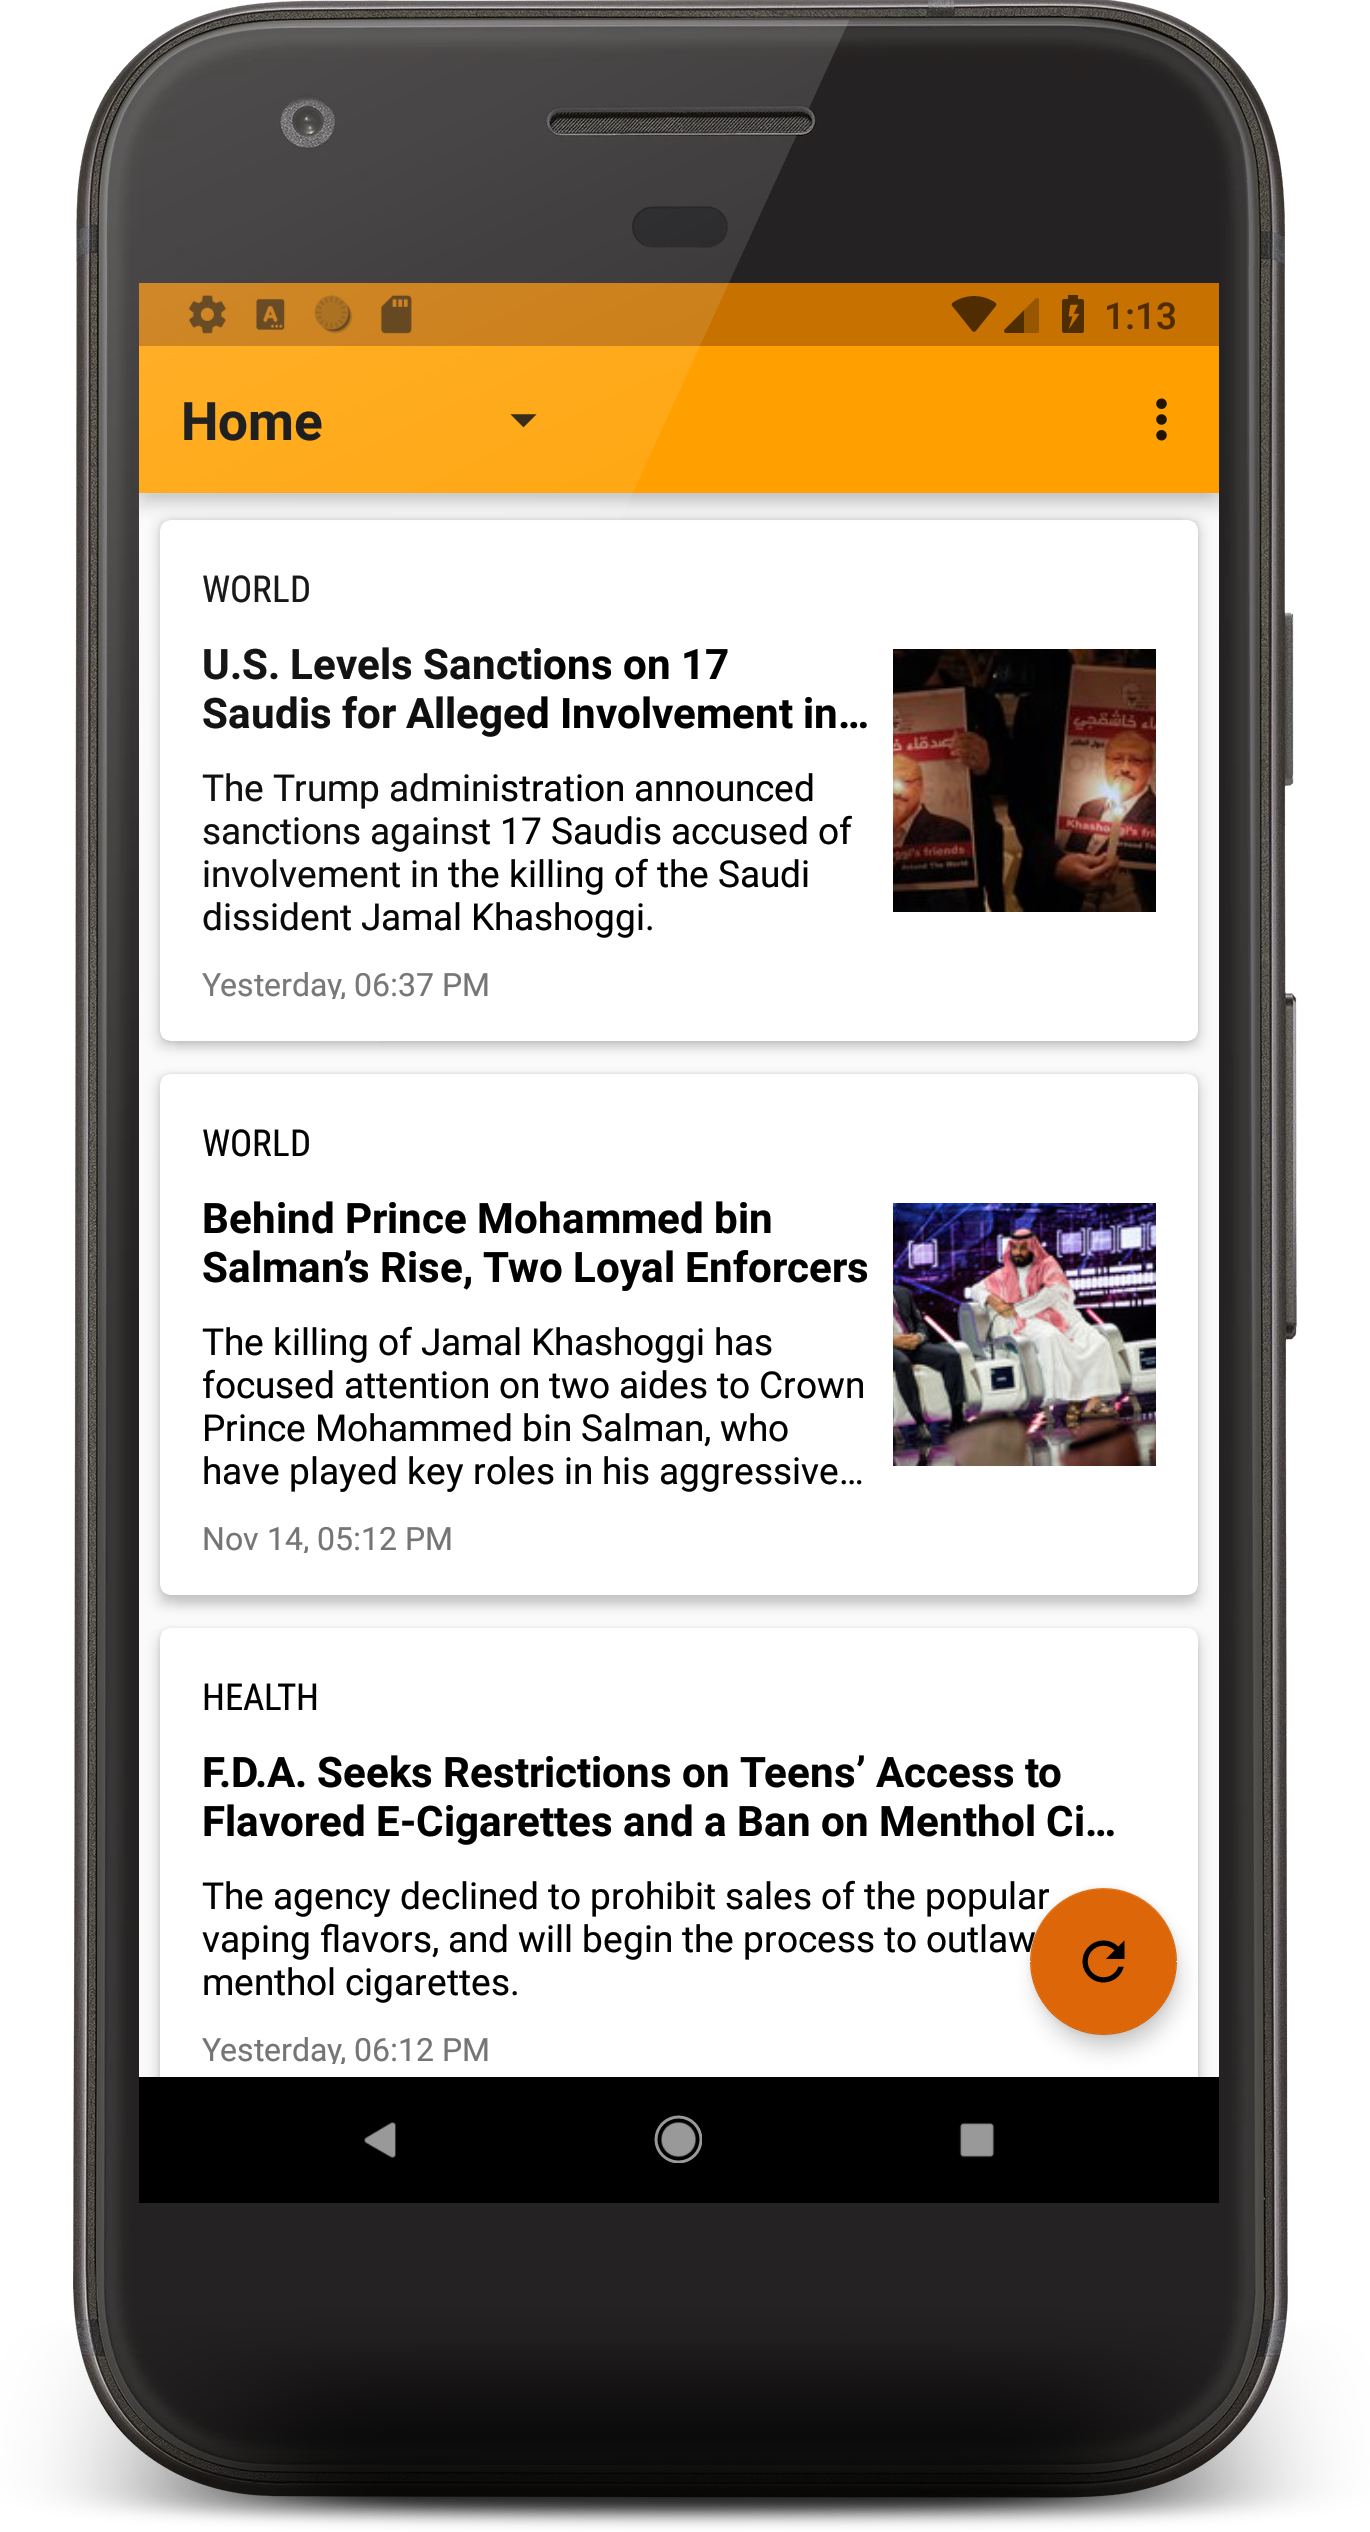 1:13
Home
WORLD
U.S. Levels Sanctions on 17
Saudis for Alleged Involvement in…
The Trump administration announced
sanctions against 17 Saudis accused of
involvement in the killing of the Saudi
dissident Jamal Khashoggi.
Yesterday, 06:37 PM
WORLD
Behind Prince Mohammed bin
Salman’s Rise, Two Loyal Enforcers
The killing of Jamal Khashoggi has
focused attention on two aides to Crown
Prince Mohammed bin Salman, who
have played key roles in his aggressive…
Nov 14, 05:12 PM
HEALTH
F.D.A. Seeks Restrictions on Teens’ Access to
Flavored E-Cigarettes and a Ban on Menthol Ci…
The agency declined to prohibit sales of the popular
vaping flavors, and will begin the process to outlaw
menthol cigarettes.
Yesterday, 06:12 PM